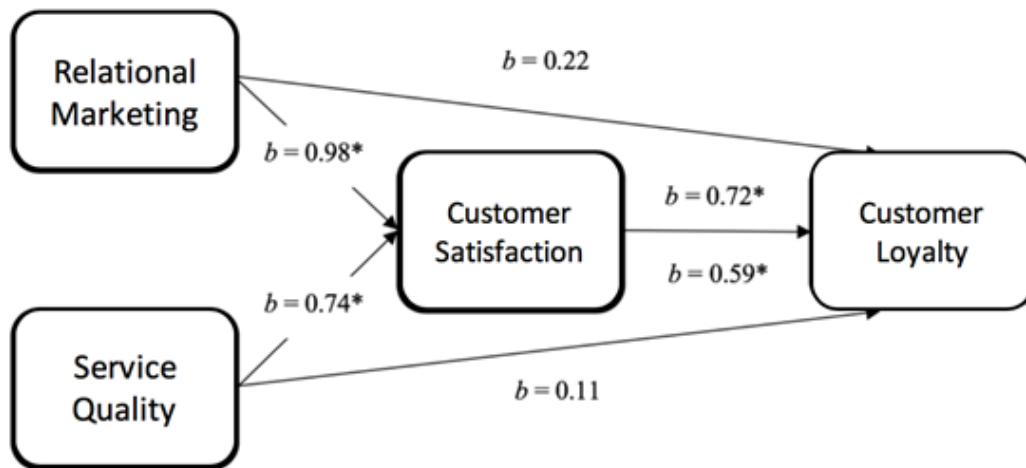 Relational
Marketing
b = 0.22
b = 0.98*
Customer
Satisfaction
b = 0.72*
b = 0.59*
Customer
Loyalty
b = 0.74*
Service
Quality
b = 0.11